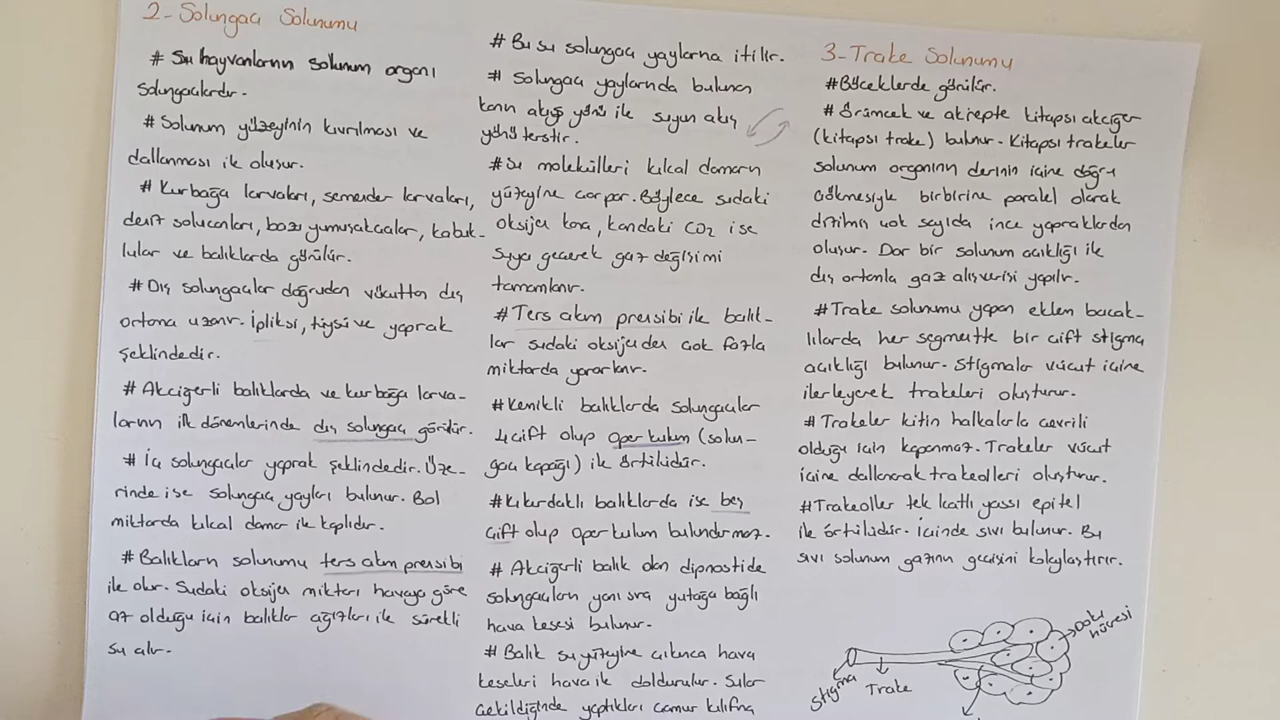 2- Solungaç Solunumu
# Su hayvanlarının solunum organı
solungaçlardır.
# Solunum yüzeyinin kıvrılması ve
dallanması ile oluşur.
# Kurbağa larvaları, semender larvaları,
deniz solucanları, bazı yumuşakçalar, kabuk-
lular ve balıklarda görülür.
# Dış solungaçlar doğrudan vücuttan dış
ortama uzanır. İpliksi, tüysü ve yaprak
şeklindedir.
# Akciğerli balıklarda ve kurbağa larva-
larının ilk dönemlerinde dış solungaç görülür.
# İç solungaçlar yaprak şeklindedir. Üze-
rinde ise solungaç yayları bulunur. Bol
miktarda kılcal damar ile kaplıdır.
# Balıkların solunumu ters akım prensibi
ile olur. Sudaki oksijen miktarı havaya göre
az olduğu için balıklar ağızları ile sürekli
su alır.
# Bu su solungaç yaylarına itilir.
# Solungaç yaylarında bulunan
kanın akış yönü ile suyun akış
yönü terstir.
# Su molekülleri kılcal damarın
yüzeyine çarpar. Böylece sudaki
oksijen kana, kandaki CO2 ise
suya geçerek gaz değişimi
tamamlanır.
# Ters akım prensibi ile balık-
lar sudaki oksijenden çok fazla
miktarda yararlanır.
# Kemikli balıklarda solungaçlar
4 çift olup operkulum (solun-
gaç kapağı) ile örtülüdür.
# Kıkırdaklı balıklarda ise beş
çift olup operkulum bulundurmaz.
# Akciğerli balık olan dipnostide
solungaçların yanı sıra yutağa bağlı
hava kesesi bulunur.
# Balık su yüzeyine çıkınca hava
keseleri hava ile doldurulur. Sular
çekildiğinde yaptıkları çamur kılıfına
3- Trake Solunumu
# Böceklerde görülür.
# Örümcek ve akrepte kitapsı akciğer
(kitapsı trake) bulunur. Kitapsı trakeler
solunum organının derinin içine doğru
çökmesiyle birbirine paralel olarak
dizilmiş çok sayıda ince yapraklardan
oluşur. Dar bir solunum açıklığı ile
dış ortamla gaz alışverisi yapılır.
# Trake solunumu yapan eklem bacak-
lılarda her segmentte bir çift stigma
açıklığı bulunur. Stigmalar vücut içine
ilerleyerek trakeleri oluşturur.
# Trakeler kitin halkalarla çevrili
olduğu için kapanmaz. Trakeler vücut
içine dallanarak trakeolleri oluşturur.
# Trakeoller tek katlı yassı epitel
ile örtülüdür. İçinde sıvı bulunur. Bu
sıvı solunum gazının geçişini kolaylaştırır.
Doku
hücresi
Stigma
Trake